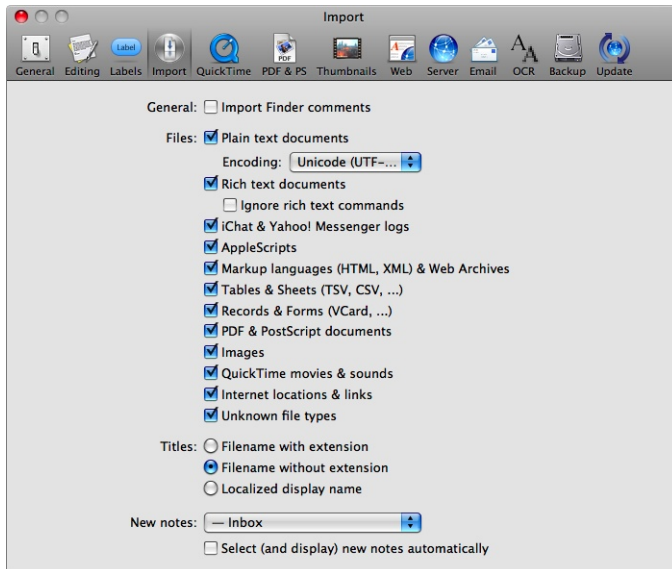 Import
General Editing Labels Import QuickTime PDF & PS Thumbnails Web Server Email OCR Backup Update
Label
PDF
AA
General: Import Finder comments
Files: Plain text documents
Encoding: Unicode (UTF-...
Rich text documents
Ignore rich text commands
iChat & Yahoo! Messenger logs
AppleScripts
Markup languages (HTML, XML) & Web Archives
Tables & Sheets (TSV, CSV, ...)
Records & Forms (VCard, ...)
PDF & PostScript documents
Images
QuickTime movies & sounds
Internet locations & links
Unknown file types
Titles: Filename with extension
Filename without extension
Localized display name
New notes: — Inbox
Select (and display) new notes automatically